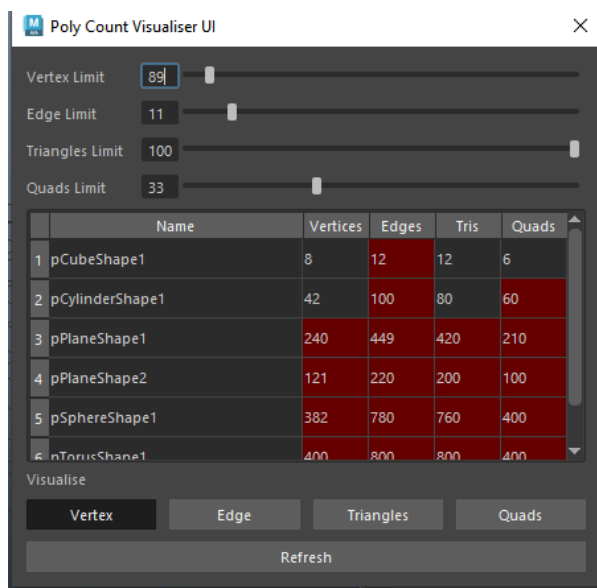 Poly Count Visualiser UI
Vertex Limit 89
Edge Limit 11
Triangles Limit 100
Quads Limit 33
Name Vertices Edges Tris Quads
1 pCubeShape1 8 12 12 6
2 pCylinderShape1 42 100 80 60
3 pPlaneShape1 240 449 420 210
4 pPlaneShape2 121 220 200 100
5 pSphereShape1 382 780 760 400
6 pTorusShape1 400 800 800 400
Visualise
Vertex Edge Triangles Quads
Refresh